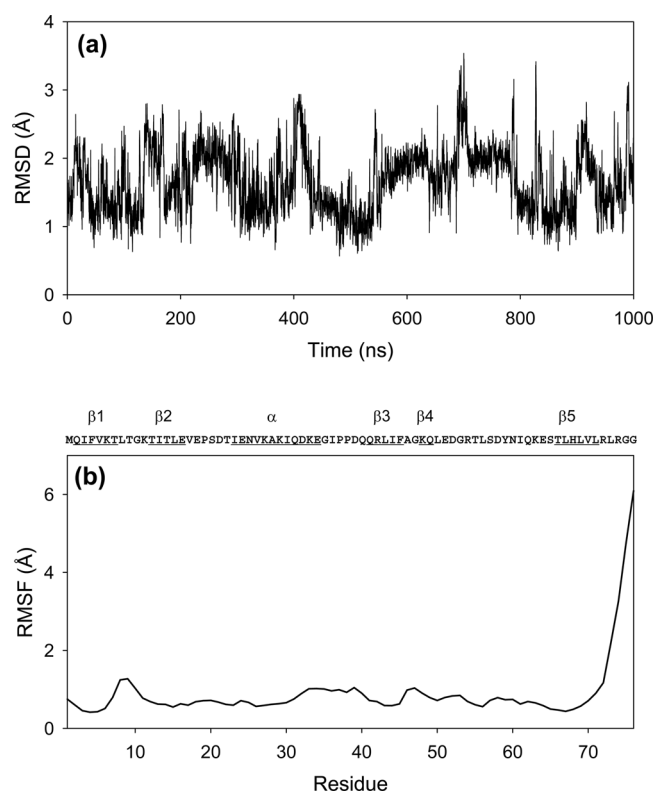 (a)
RMSD (Å)
4
3
2
1
0
0 200 400 600 800 1000
Time (ns)
β1 β2 α β3 β4 β5
MQIFVKTLTGKTITLEVEPSDTIENVKAKIQDKEGIPPDQQRLIFAGKQLEDGRTLSDYNIQKESTLHLVLRLRGG
(b)
RMSF (Å)
6
4
2
0
10 20 30 40 50 60 70
Residue